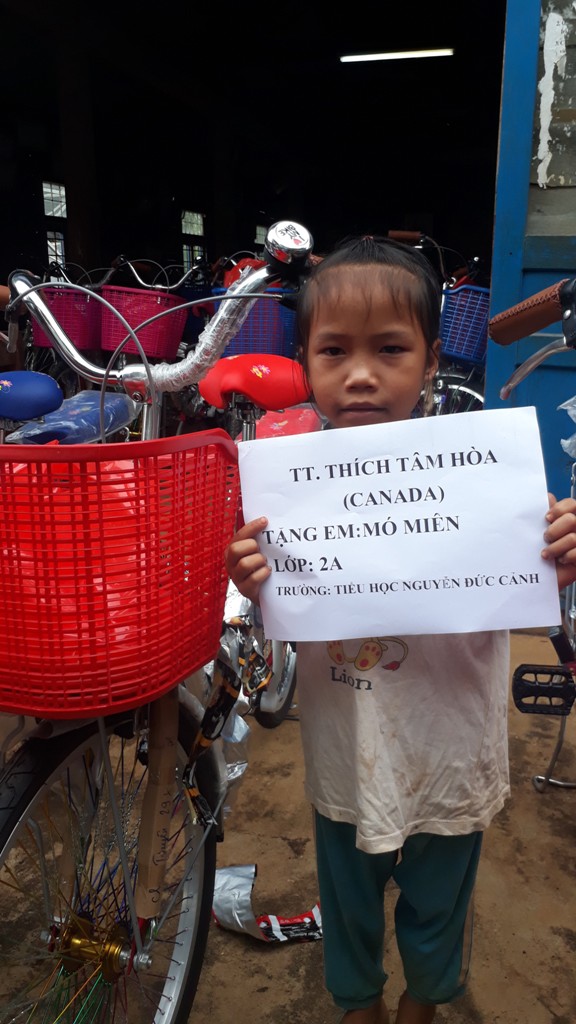 TT. THÍCH TÂM HÒA
(CANADA)
TẶNG EM:MÓ MIÊN
LỚP: 2A
TRƯỜNG: TIỂU HỌC NGUYỄN ĐỨC CẢNH
Lion